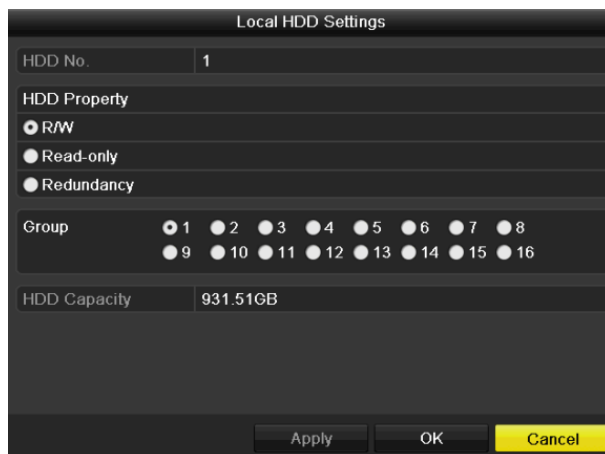 Local HDD Settings
HDD No. 1
HDD Property
R/W
Read-only
Redundancy
Group 1 2 3 4 5 6 7 8
9 10 11 12 13 14 15 16
HDD Capacity 931.51GB
Apply OK Cancel